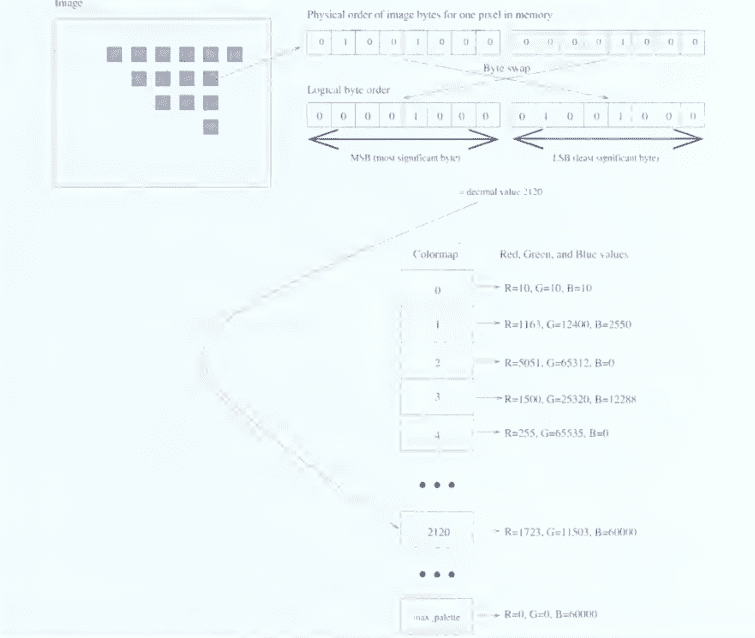 Image
Physical order of image bytes for one pixel in memory
0 1 0 0 1 0 0 0 0 0 0 0 1 0 0 0
Byte swap
Logical byte order
0 0 0 0 1 0 0 0 0 1 0 0 1 0 0 0
MSB (most significant byte) LSB (least significant byte)
= decimal value 2120
Colormap Red, Green, and Blue values
0 R=10, G=10, B=10
1 R=1163, G=12400, B=2550
2 R=5051, G=65312, B=0
3 R=1500, G=25320, B=12288
4 R=255, G=65535, B=0
• • •
2120 R=1723, G=11503, B=60000
• • •
max_palette R=0, G=0, B=60000